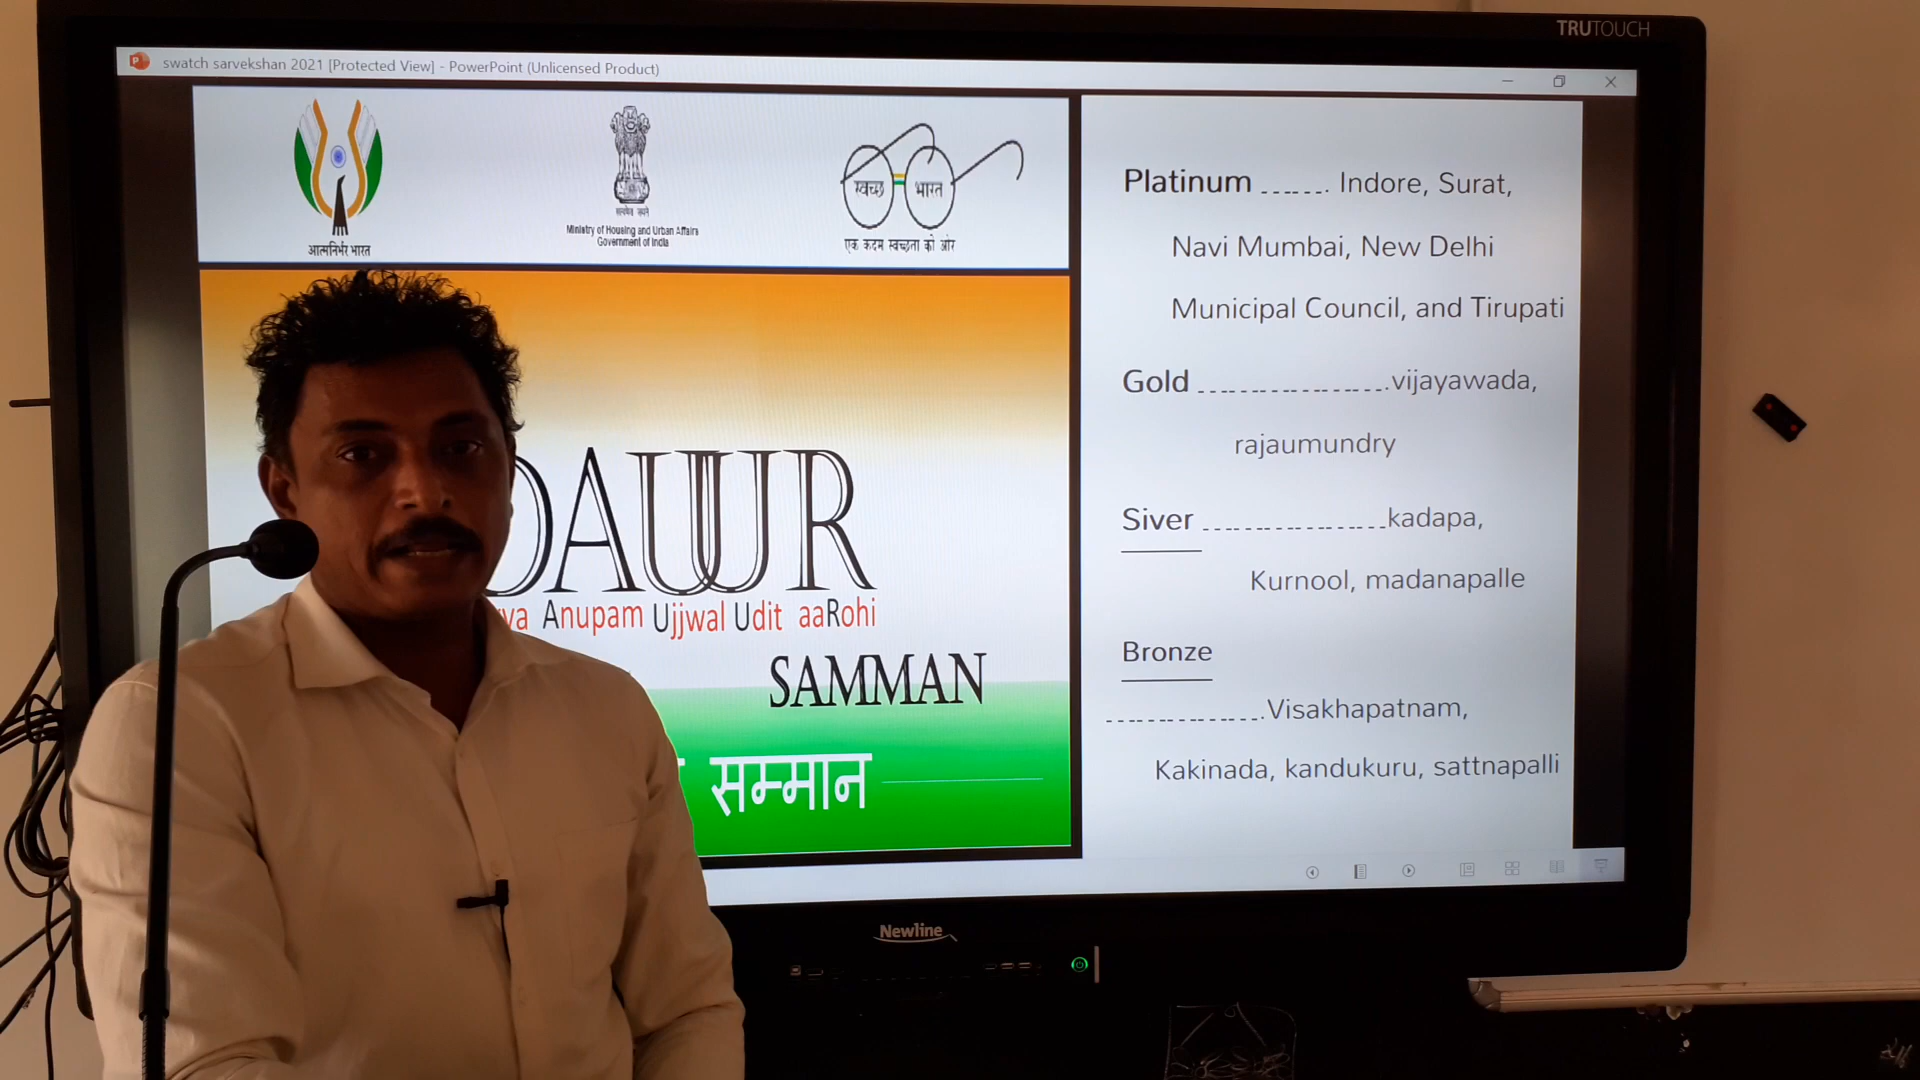 TRUTOUCH
swatch sarvekshan 2021 [Protected View] - PowerPoint (Unlicensed Product)
आत्मनिर्भर भारत
सत्यमेव जयते
Ministry of Housing and Urban Affairs
Government of India
स्वच्छ भारत
एक कदम स्वच्छता की ओर
DAUUR
Anupam Ujjwal Udit aaRohi
SAMMAN
सम्मान
Platinum ....... Indore, Surat,
Navi Mumbai, New Delhi
Municipal Council, and Tirupati
Gold ...................vijayawada,
rajaumundry
Siver ...................kadapa,
Kurnool, madanapalle
Bronze
................Visakhapatnam,
Kakinada, kandukuru, sattnapalli
Newline